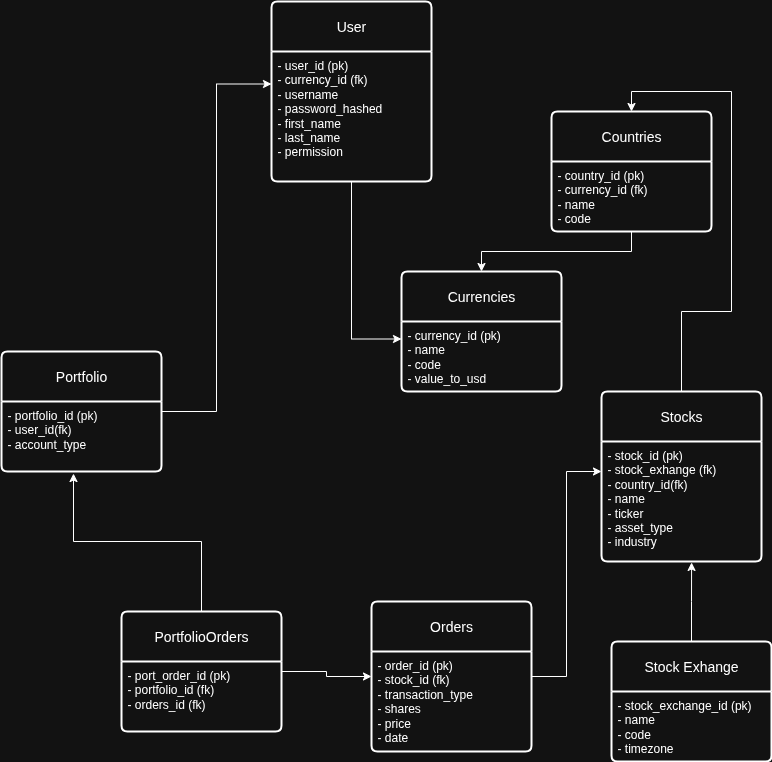 User
- user_id (pk)
- currency_id (fk)
- username
- password_hashed
- first_name
- last_name
- permission
Countries
- country_id (pk)
- currency_id (fk)
- name
- code
Currencies
- currency_id (pk)
- name
- code
- value_to_usd
Portfolio
- portfolio_id (pk)
- user_id(fk)
- account_type
Stocks
- stock_id (pk)
- stock_exhange (fk)
- country_id(fk)
- name
- ticker
- asset_type
- industry
PortfolioOrders
- port_order_id (pk)
- portfolio_id (fk)
- orders_id (fk)
Orders
- order_id (pk)
- stock_id (fk)
- transaction_type
- shares
- price
- date
Stock Exhange
- stock_exchange_id (pk)
- name
- code
- timezone